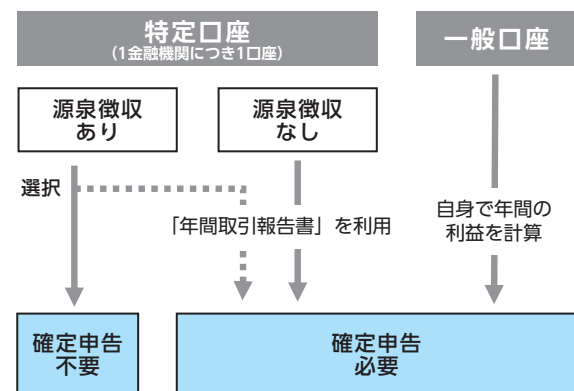 特定口座
(1金融機関につき1口座)
一般口座
源泉徴収
あり
源泉徴収
なし
選択
「年間取引報告書」を利用
自身で年間の
利益を計算
確定申告
不要
確定申告
必要